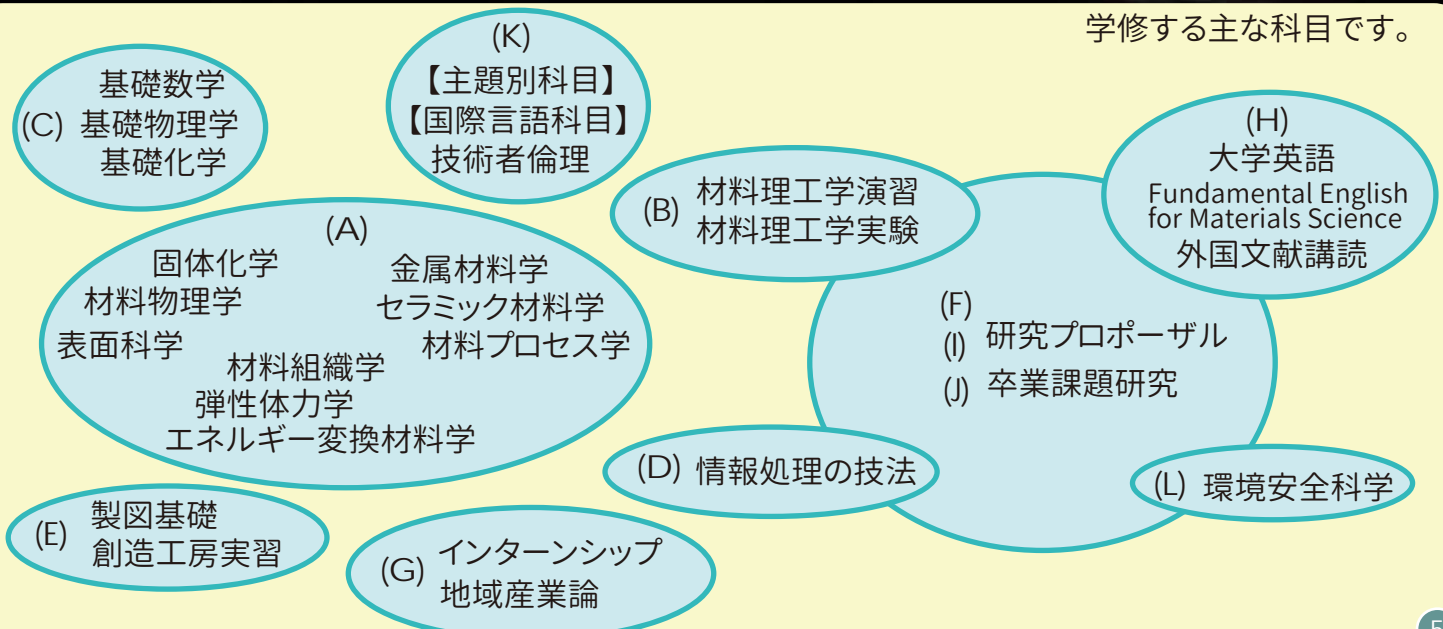 学修する主な科目です。
(C)
基礎数学
基礎物理学
基礎化学
(K)
【主題別科目】
【国際言語科目】
技術者倫理
(H)
大学英語
Fundamental English
for Materials Science
外国文献講読
(B)
材料理工学演習
材料理工学実験
(A)
固体化学
材料物理学
表面科学
金属材料学
セラミック材料学
材料プロセス学
材料組織学
弾性体力学
エネルギー変換材料学
(F)
(I)
(J)
研究プロポーザル
卒業課題研究
(D) 情報処理の技法
(L) 環境安全科学
(E)
製図基礎
創造工房実習
(G)
インターンシップ
地域産業論
5